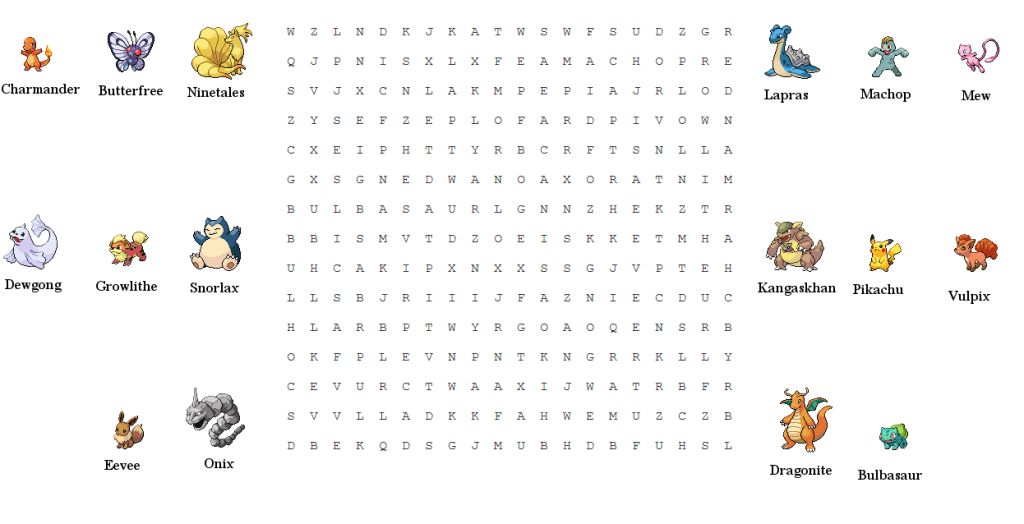 W Z L N D K J K A T W S W F S U D Z G R
Q J P N I S X L X F E A M A C H O P R E
S V J X C N L A K M P E P I A J R L O D
Z Y S E F Z E P L O F A R D P I V O W N
C X E I P H T T Y R B C R F T S N L L A
G X S G N E D W A N O A X O R A T N I M
B U L B A S A U R L G N N Z H E K Z T R
B B I S M V T D S O E I S K K E T M H A
U H C A K I P X N X X S S G J V P T E H
L L S B J R I I I J F A Z N I E C D U C
H L A R B P T W Y R G O A O Q E N S R B
O K F P L E V N P N T K N G R R K L L Y
C E V U R C T W A A X I J W A T R B F R
S V V L L A D K K F A H W E M U Z C Z B
D B E K Q D S G J M U B H D B F U H S L
Charmander Butterfree Ninetales
Lapras Machop Mew
Dewgong Growlithe Snorlax
Kangaskhan Pikachu Vulpix
Eevee Onix
Dragonite Bulbasaur